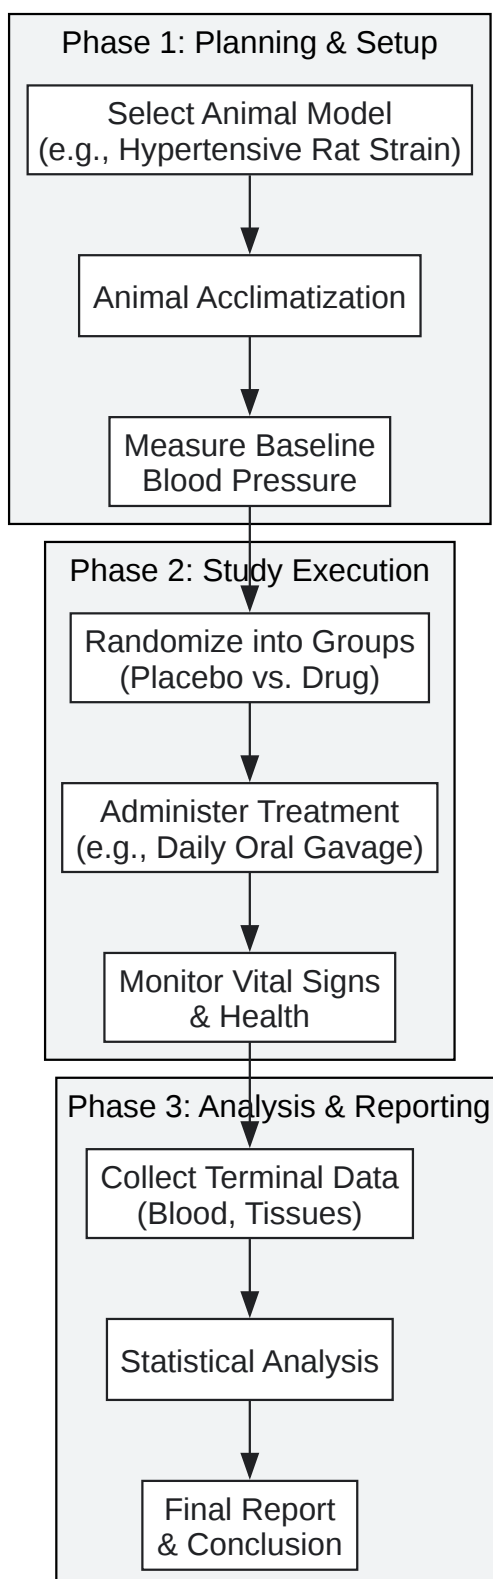 Phase 1: Planning & Setup
Select Animal Model
(e.g., Hypertensive Rat Strain)
Animal Acclimatization
Measure Baseline
Blood Pressure
Phase 2: Study Execution
Randomize into Groups
(Placebo vs. Drug)
Administer Treatment
(e.g., Daily Oral Gavage)
Monitor Vital Signs
& Health
Phase 3: Analysis & Reporting
Collect Terminal Data
(Blood, Tissues)
Statistical Analysis
Final Report
& Conclusion